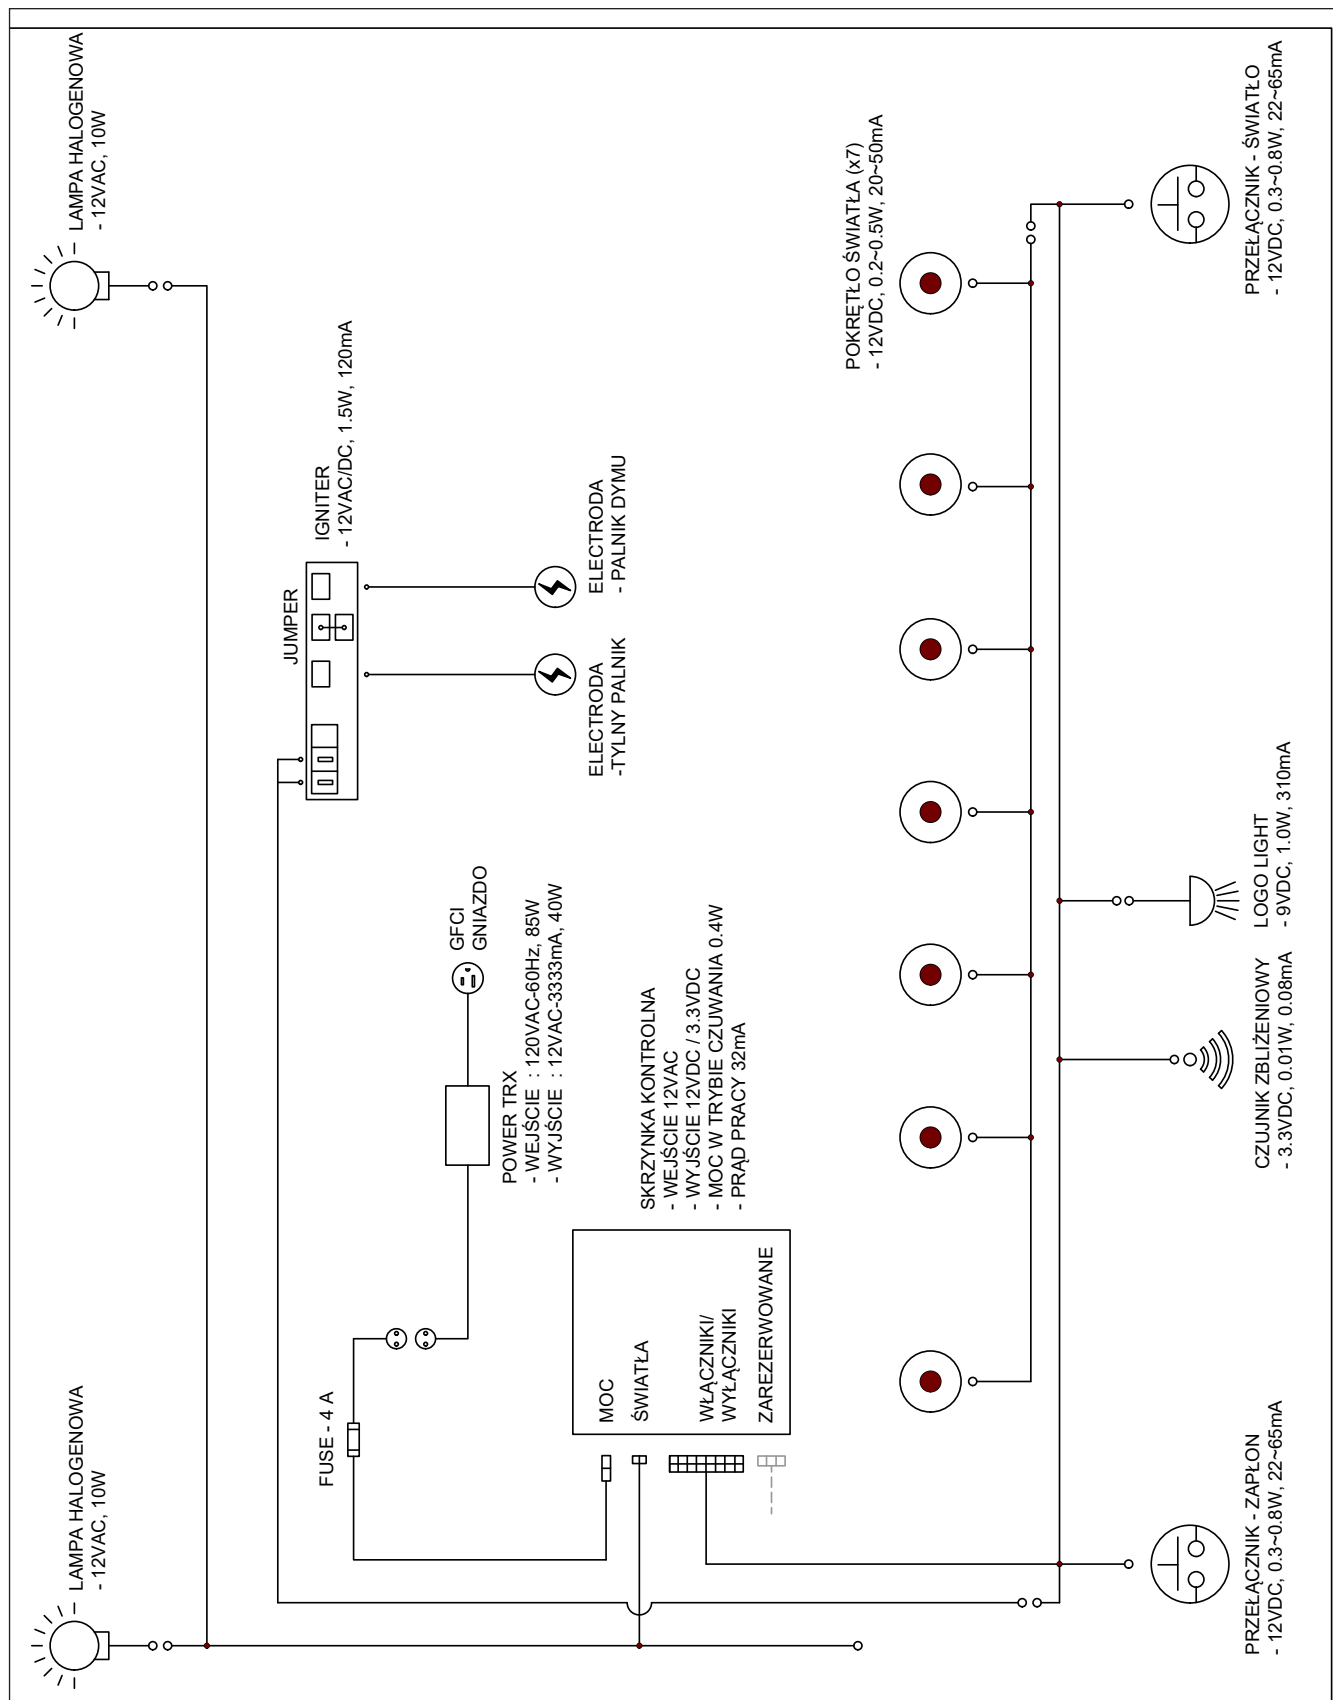 LAMPA HALOGENOWA
- 12VAC, 10W
LAMPA HALOGENOWA
- 12VAC, 10W
FUSE - 4 A
JUMPER
IGNITER
- 12VAC/DC, 1.5W, 120mA
GFCI
GNIAZDO
POWER TRX
- WEJŚCIE : 120VAC-60Hz, 85W
- WYJŚCIE : 12VAC-3333mA, 40W
ELECTRODA
-TYLNY PALNIK
ELECTRODA
- PALNIK DYMU
MOC
ŚWIATŁA
WŁĄCZNIKI/
WYŁĄCZNIKI
ZAREZERWOWANE
SKRZYNKA KONTROLNA
- WEJŚCIE 12VAC
- WYJŚCIE 12VDC / 3.3VDC
- MOC W TRYBIE CZUWANIA 0.4W
- PRĄD PRACY 32mA
POKRĘTŁO ŚWIATŁA (x7)
- 12VDC, 0.2~0.5W, 20~50mA
PRZEŁĄCZNIK - ZAPŁON
- 12VDC, 0.3~0.8W, 22~65mA
CZUJNIK ZBLIŻENIOWY
- 3.3VDC, 0.01W, 0.08mA
LOGO LIGHT
- 9VDC, 1.0W, 310mA
PRZEŁĄCZNIK - ŚWIATŁO
- 12VDC, 0.3~0.8W, 22~65mA